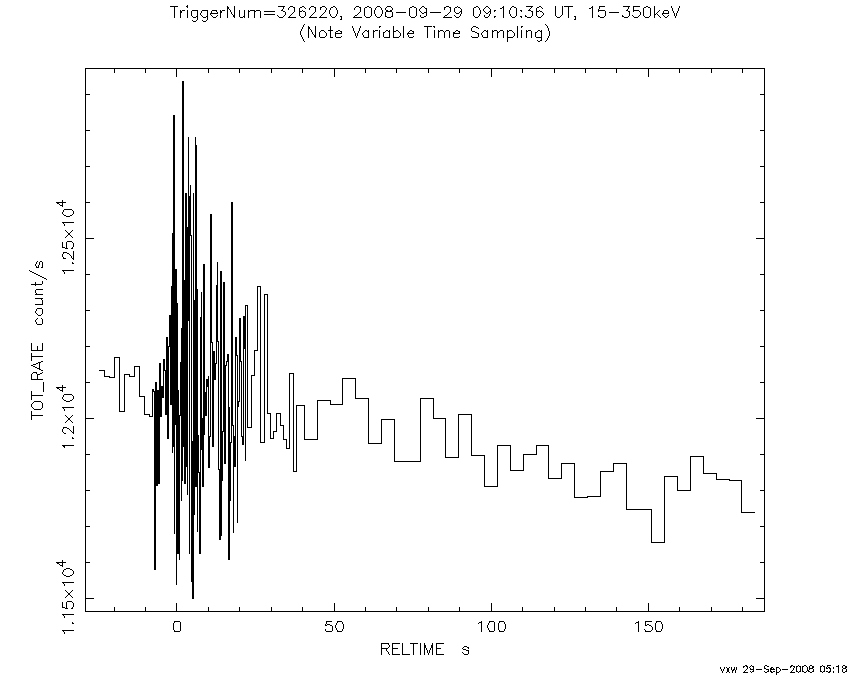 TriggerNum=326220, 2008-09-29 09:10:36 UT, 15-350keV
(Note Variable Time Sampling)
TOT_RATE count/s
1.25×10⁴
1.2×10⁴
1.15×10⁴
0 50 100 150
RELTIME s
vxw 29-Sep-2008 05:18